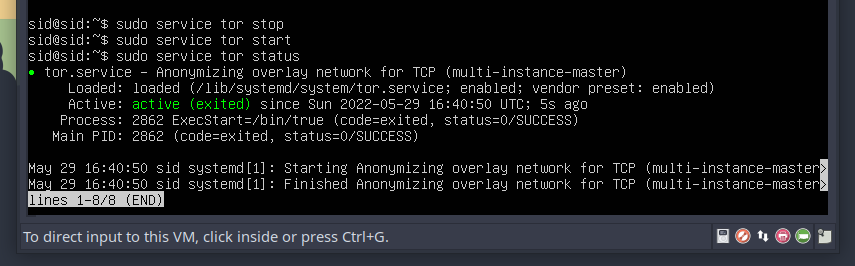 sid@sid:~$ sudo service tor stop
sid@sid:~$ sudo service tor start
sid@sid:~$ sudo service tor status
● tor.service - Anonymizing overlay network for TCP (multi-instance-master)
Loaded: loaded (/lib/systemd/system/tor.service; enabled; vendor preset: enabled)
Active: active (exited) since Sun 2022-05-29 16:40:50 UTC; 5s ago
Process: 2862 ExecStart=/bin/true (code=exited, status=0/SUCCESS)
Main PID: 2862 (code=exited, status=0/SUCCESS)
May 29 16:40:50 sid systemd[1]: Starting Anonymizing overlay network for TCP (multi-instance-master>
May 29 16:40:50 sid systemd[1]: Finished Anonymizing overlay network for TCP (multi-instance-master>
lines 1-8/8 (END)
To direct input to this VM, click inside or press Ctrl+G.